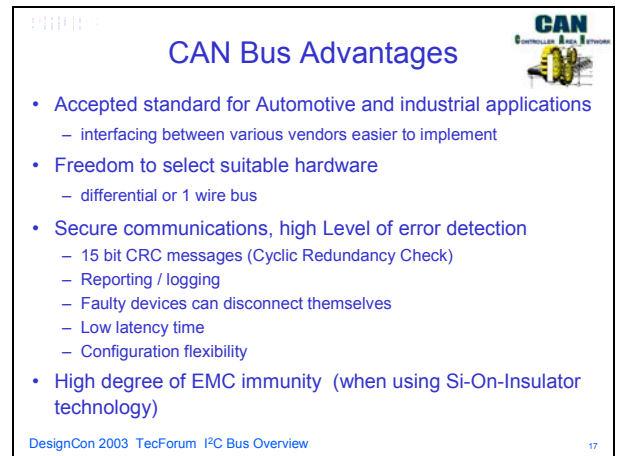 PHILIPS
CAN
CONTROLLER AREA NETWORK
CAN Bus Advantages
• Accepted standard for Automotive and industrial applications
– interfacing between various vendors easier to implement
• Freedom to select suitable hardware
– differential or 1 wire bus
• Secure communications, high Level of error detection
– 15 bit CRC messages (Cyclic Redundancy Check)
– Reporting / logging
– Faulty devices can disconnect themselves
– Low latency time
– Configuration flexibility
• High degree of EMC immunity (when using Si-On-Insulator
technology)
DesignCon 2003 TecForum I²C Bus Overview
17